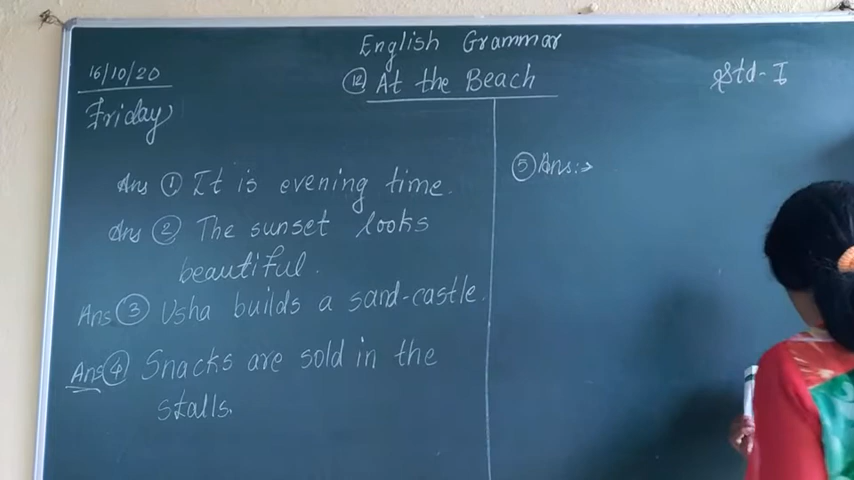 English Grammar
16/10/20
⑫ At the Beach
Std-I
Friday
Ans ① It is evening time.
Ans ② The sunset looks
beautiful.
Ans ③ Usha builds a sand-castle.
Ans ④ Snacks are sold in the
stalls.
⑤ Ans:→